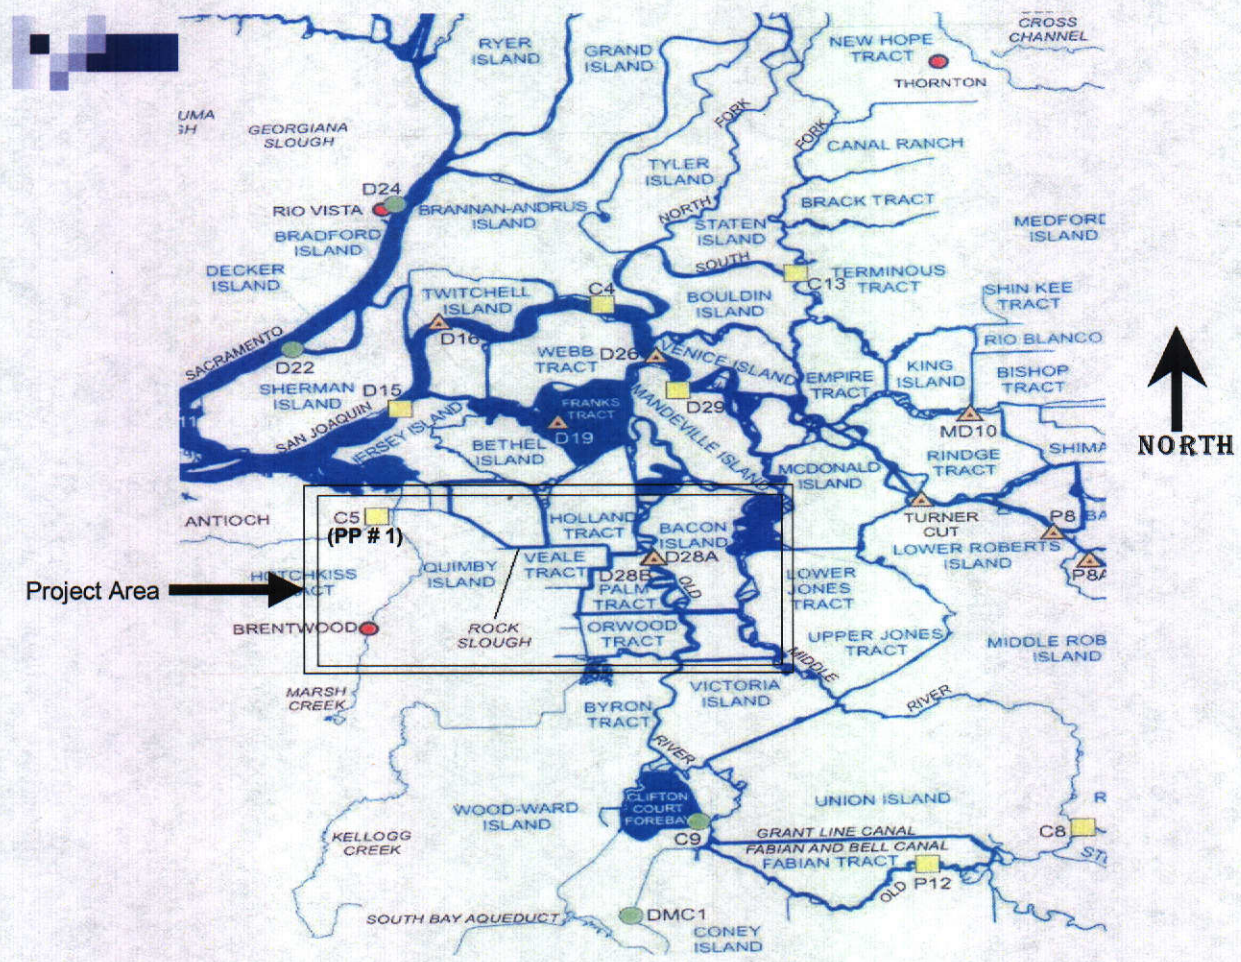 CROSS
CHANNEL
RYER
ISLAND
GRAND
ISLAND
NEW HOPE
TRACT
THORNTON
UMA
GEORGIANA
SLOUGH
FORK
FORK
CANAL RANCH
TYLER
ISLAND
D24
RIO VISTA
BRANNAN-ANDRUS
ISLAND
NORTH
BRACK TRACT
BRADFORD
ISLAND
STATEN
ISLAND
MEDFORD
ISLAND
DECKER
ISLAND
SOUTH
C13
TERMINOUS
TRACT
TWITCHELL
ISLAND
C4
BOULDIN
ISLAND
SHIN KEE
TRACT
SACRAMENTO
D16
D22
WEBB
TRACT
D26
VENICE ISLAND
RIO BLANCO
KING
ISLAND
BISHOP
TRACT
EMPIRE
TRACT
SHERMAN
ISLAND
D15
D29
FRANKS
TRACT
D19
MANDEVILLE ISLAND
11
SAN JOAQUIN
JERSEY ISLAND
MD10
NORTH
BETHEL
ISLAND
RINDGE
TRACT
SHIMA
MCDONALD
ISLAND
ANTIOCH
C5
(PP # 1)
HOLLAND
TRACT
BACON
ISLAND
TURNER
CUT
P8
BA
LOWER ROBERTS
ISLAND
VEALE
TRACT
D28A
QUIMBY
ISLAND
D28B
P8A
Project Area
HOTCHKISS
TRACT
PALM
TRACT
OLD
LOWER
JONES
TRACT
BRENTWOOD
ROCK
SLOUGH
ORWOOD
TRACT
UPPER JONES
TRACT
MIDDLE ROB
ISLAND
MIDDLE
MARSH
CREEK
VICTORIA
ISLAND
RIVER
BYRON
TRACT
RIVER
CLIFTON
COURT
FOREBAY
WOOD-WARD
ISLAND
UNION ISLAND
R
C9
GRANT LINE CANAL
C8
KELLOGG
CREEK
FABIAN AND BELL CANAL
FABIAN TRACT
ST
OLD
P12
SOUTH BAY AQUEDUCT
DMC1
CONEY
ISLAND